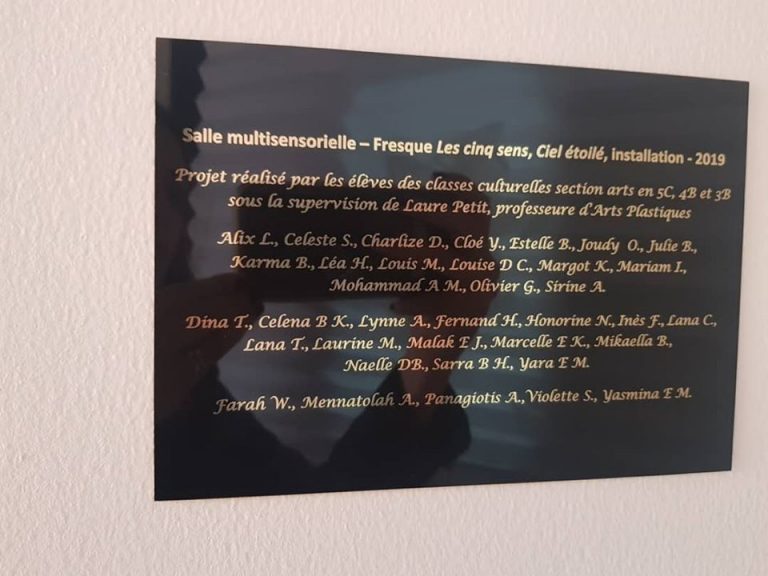 Salle multisensorielle – Fresque Les cinq sens, Ciel étoilé, installation - 2019
Projet réalisé par les élèves des classes culturelles section arts en 5C, 4B et 3B
sous la supervision de Laure Petit, professeure d'Arts Plastiques
Alix L., Celeste S., Charlize D., Cloé Y., Estelle B., Joudy O., Julie B.,
Karma B., Léa H., Louis M., Louise D C., Margot K., Mariam I.,
Mohammad A M., Olivier G., Sirine A.
Dina T., Celena B K., Lynne A., Fernand H., Honorine N., Inès F., Lana C.,
Lana T., Laurine M., Malak E J., Marcelle E K., Mikaella B.,
Naelle DB., Sarra B H., Yara E M.
Farah W., Mennatolah A., Panagiotis A., Violette S., Yasmina E M.